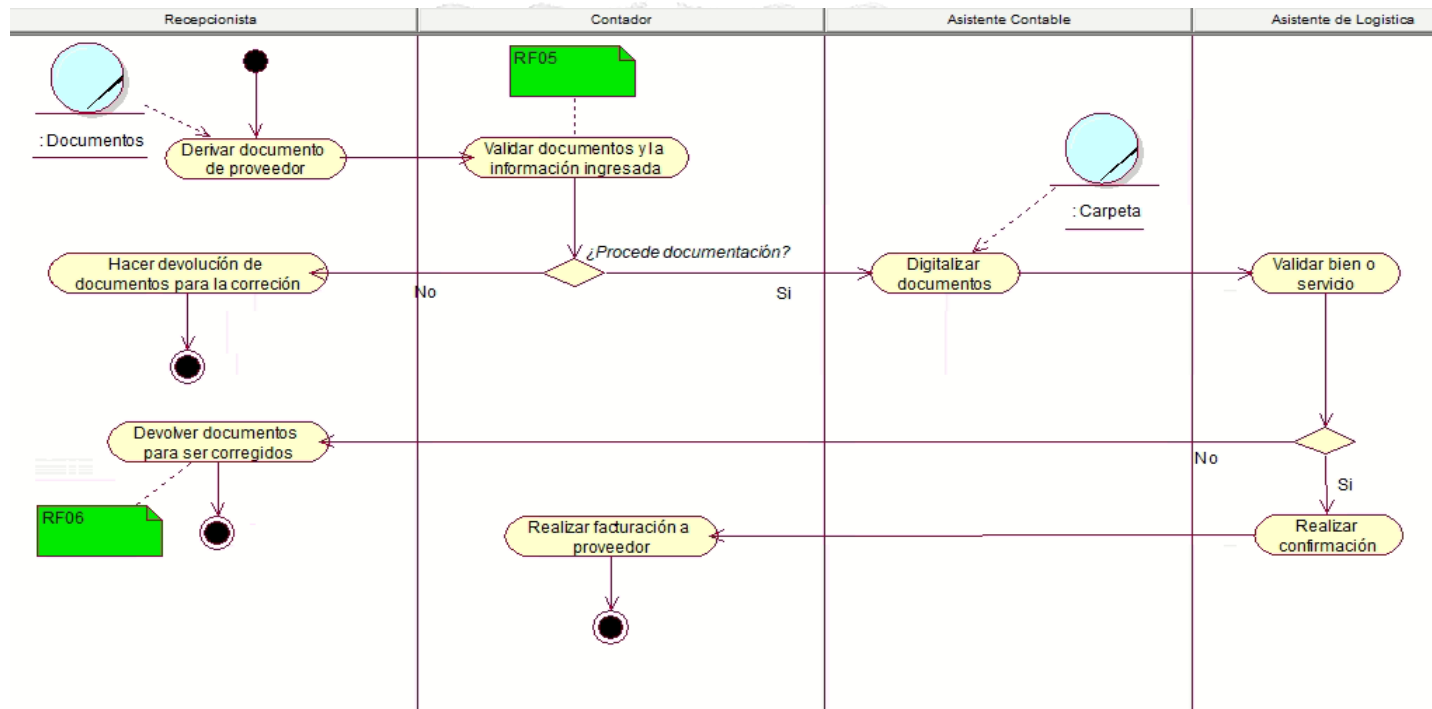 Recepcionista
Contador
Asistente Contable
Asistente de Logistica
RF05
: Documentos
Derivar documento
de proveedor
Validar documentos y la
información ingresada
: Carpeta
¿Procede documentación?
Hacer devolución de
documentos para la correción
No
Si
Digitalizar
documentos
Validar bien o
servicio
Devolver documentos
para ser corregidos
No
Si
RF06
Realizar facturación a
proveedor
Realizar
confirmación